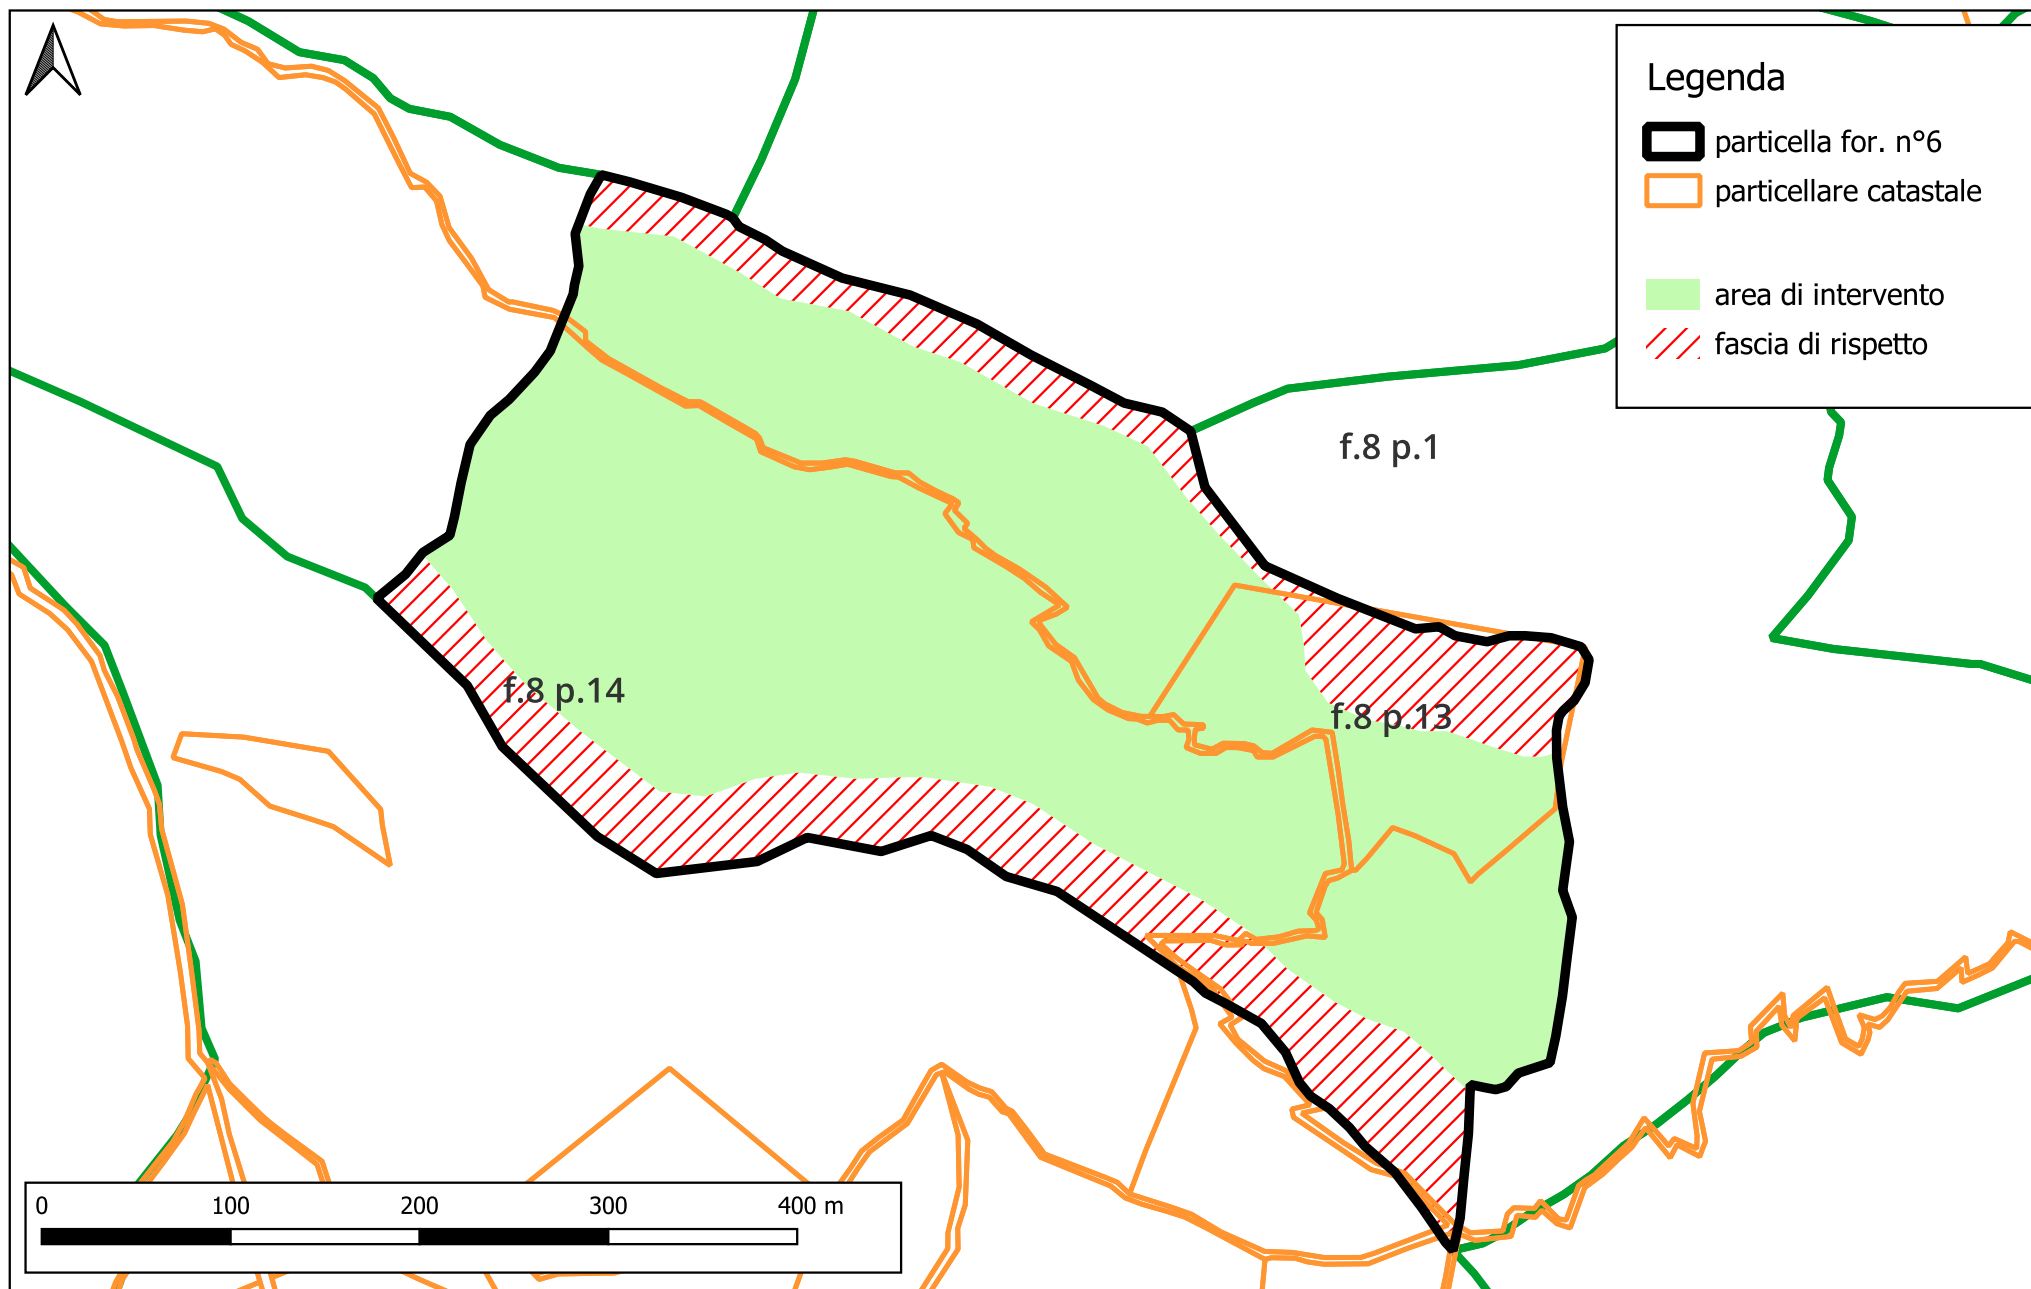 Legenda
particella for. n°6
particellare catastale
area di intervento
fascia di rispetto
f.8 p.1
f.8 p.14
f.8 p.13
0 100 200 300 400 m